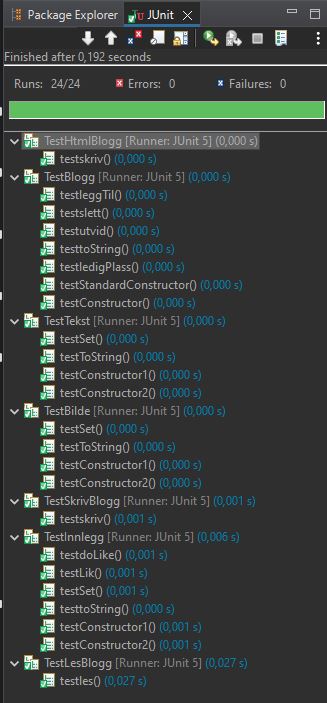 Package Explorer JUnit
Finished after 0,192 seconds
Runs: 24/24 Errors: 0 Failures: 0
TestHtmlBlogg [Runner: JUnit 5] (0,000 s)
testskriv() (0,000 s)
TestBlogg [Runner: JUnit 5] (0,000 s)
testleggTil() (0,000 s)
testslett() (0,000 s)
testutvid() (0,000 s)
testtoString() (0,000 s)
testledigPlass() (0,000 s)
testStandardConstructor() (0,000 s)
testConstructor() (0,000 s)
TestTekst [Runner: JUnit 5] (0,000 s)
testSet() (0,000 s)
testToString() (0,000 s)
testConstructor1() (0,000 s)
testConstructor2() (0,000 s)
TestBilde [Runner: JUnit 5] (0,000 s)
testSet() (0,000 s)
testToString() (0,000 s)
testConstructor1() (0,000 s)
testConstructor2() (0,000 s)
TestSkrivBlogg [Runner: JUnit 5] (0,001 s)
testskriv() (0,001 s)
TestInnlegg [Runner: JUnit 5] (0,006 s)
testdoLike() (0,001 s)
testLik() (0,001 s)
testSet() (0,001 s)
testtoString() (0,000 s)
testConstructor1() (0,001 s)
testConstructor2() (0,001 s)
TestLesBlogg [Runner: JUnit 5] (0,027 s)
testles() (0,027 s)